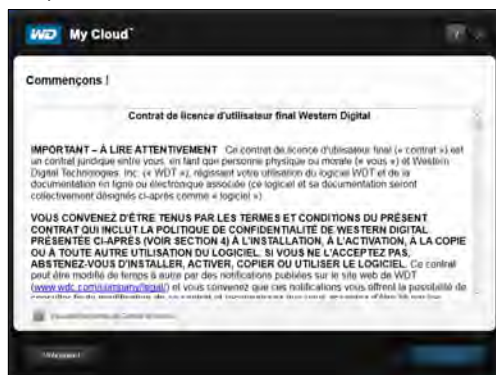 WD My Cloud
Commençons !
Contrat de licence d'utilisateur final Western Digital
IMPORTANT – À LIRE ATTENTIVEMENT Ce contrat de licence d'utilisateur final (« contrat ») est
un contrat juridique entre vous, en tant que personne physique ou morale (« vous ») et Western
Digital Technologies, Inc. (« WDT »), régissant votre utilisation du logiciel WDT et de la
documentation en ligne ou électronique associée (ce logiciel et sa documentation seront
collectivement désignés ci-après comme « logiciel »)
VOUS CONVENEZ D'ÊTRE TENUS PAR LES TERMES ET CONDITIONS DU PRÉSENT
CONTRAT QUI INCLUT LA POLITIQUE DE CONFIDENTIALITÉ DE WESTERN DIGITAL
PRÉSENTÉE CI-APRÈS (VOIR SECTION 4) À L'INSTALLATION, À L'ACTIVATION, À LA COPIE
OU À TOUTE AUTRE UTILISATION DU LOGICIEL. SI VOUS NE L'ACCEPTEZ PAS,
ABSTENEZ-VOUS D'INSTALLER, ACTIVER, COPIER OU UTILISER LE LOGICIEL. Ce contrat
peut être modifié de temps à autre par des notifications publiées sur le site web de WDT
(www.wdc.com/company/legal/) et vous convenez que ces notifications vous offrent la possibilité de